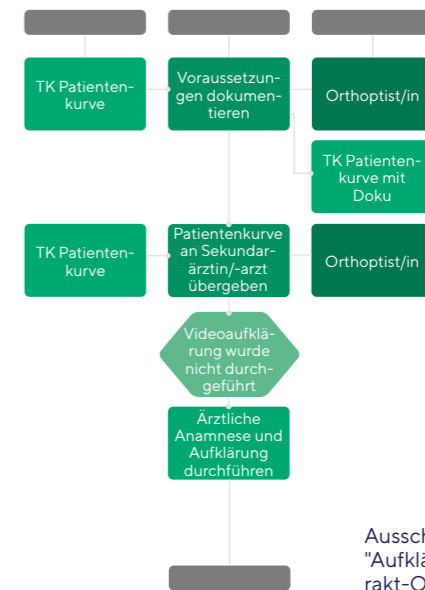 TK Patienten-
kurve
Voraussetzun-
gen dokumen-
tieren
Orthoptist/in
TK Patienten-
kurve mit
Doku
TK Patienten-
kurve
Patientenkurve
an Sekundar-
ärztin/-arzt
übergeben
Orthoptist/in
Videoaufklä-
rung wurde
nicht durch-
geführt
Ärztliche
Anamnese und
Aufklärung
durchführen
Aussch
"Aufklä
rakt-O